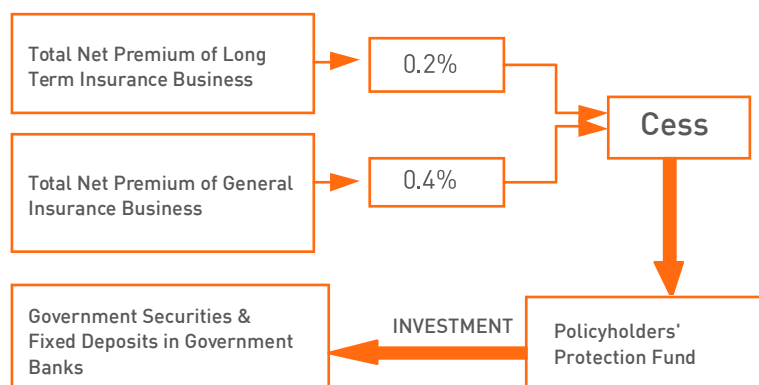 Total Net Premium of Long
Term Insurance Business
0.2%
Cess
Total Net Premium of General
Insurance Business
0.4%
Government Securities &
Fixed Deposits in Government
Banks
INVESTMENT
Policyholders'
Protection Fund